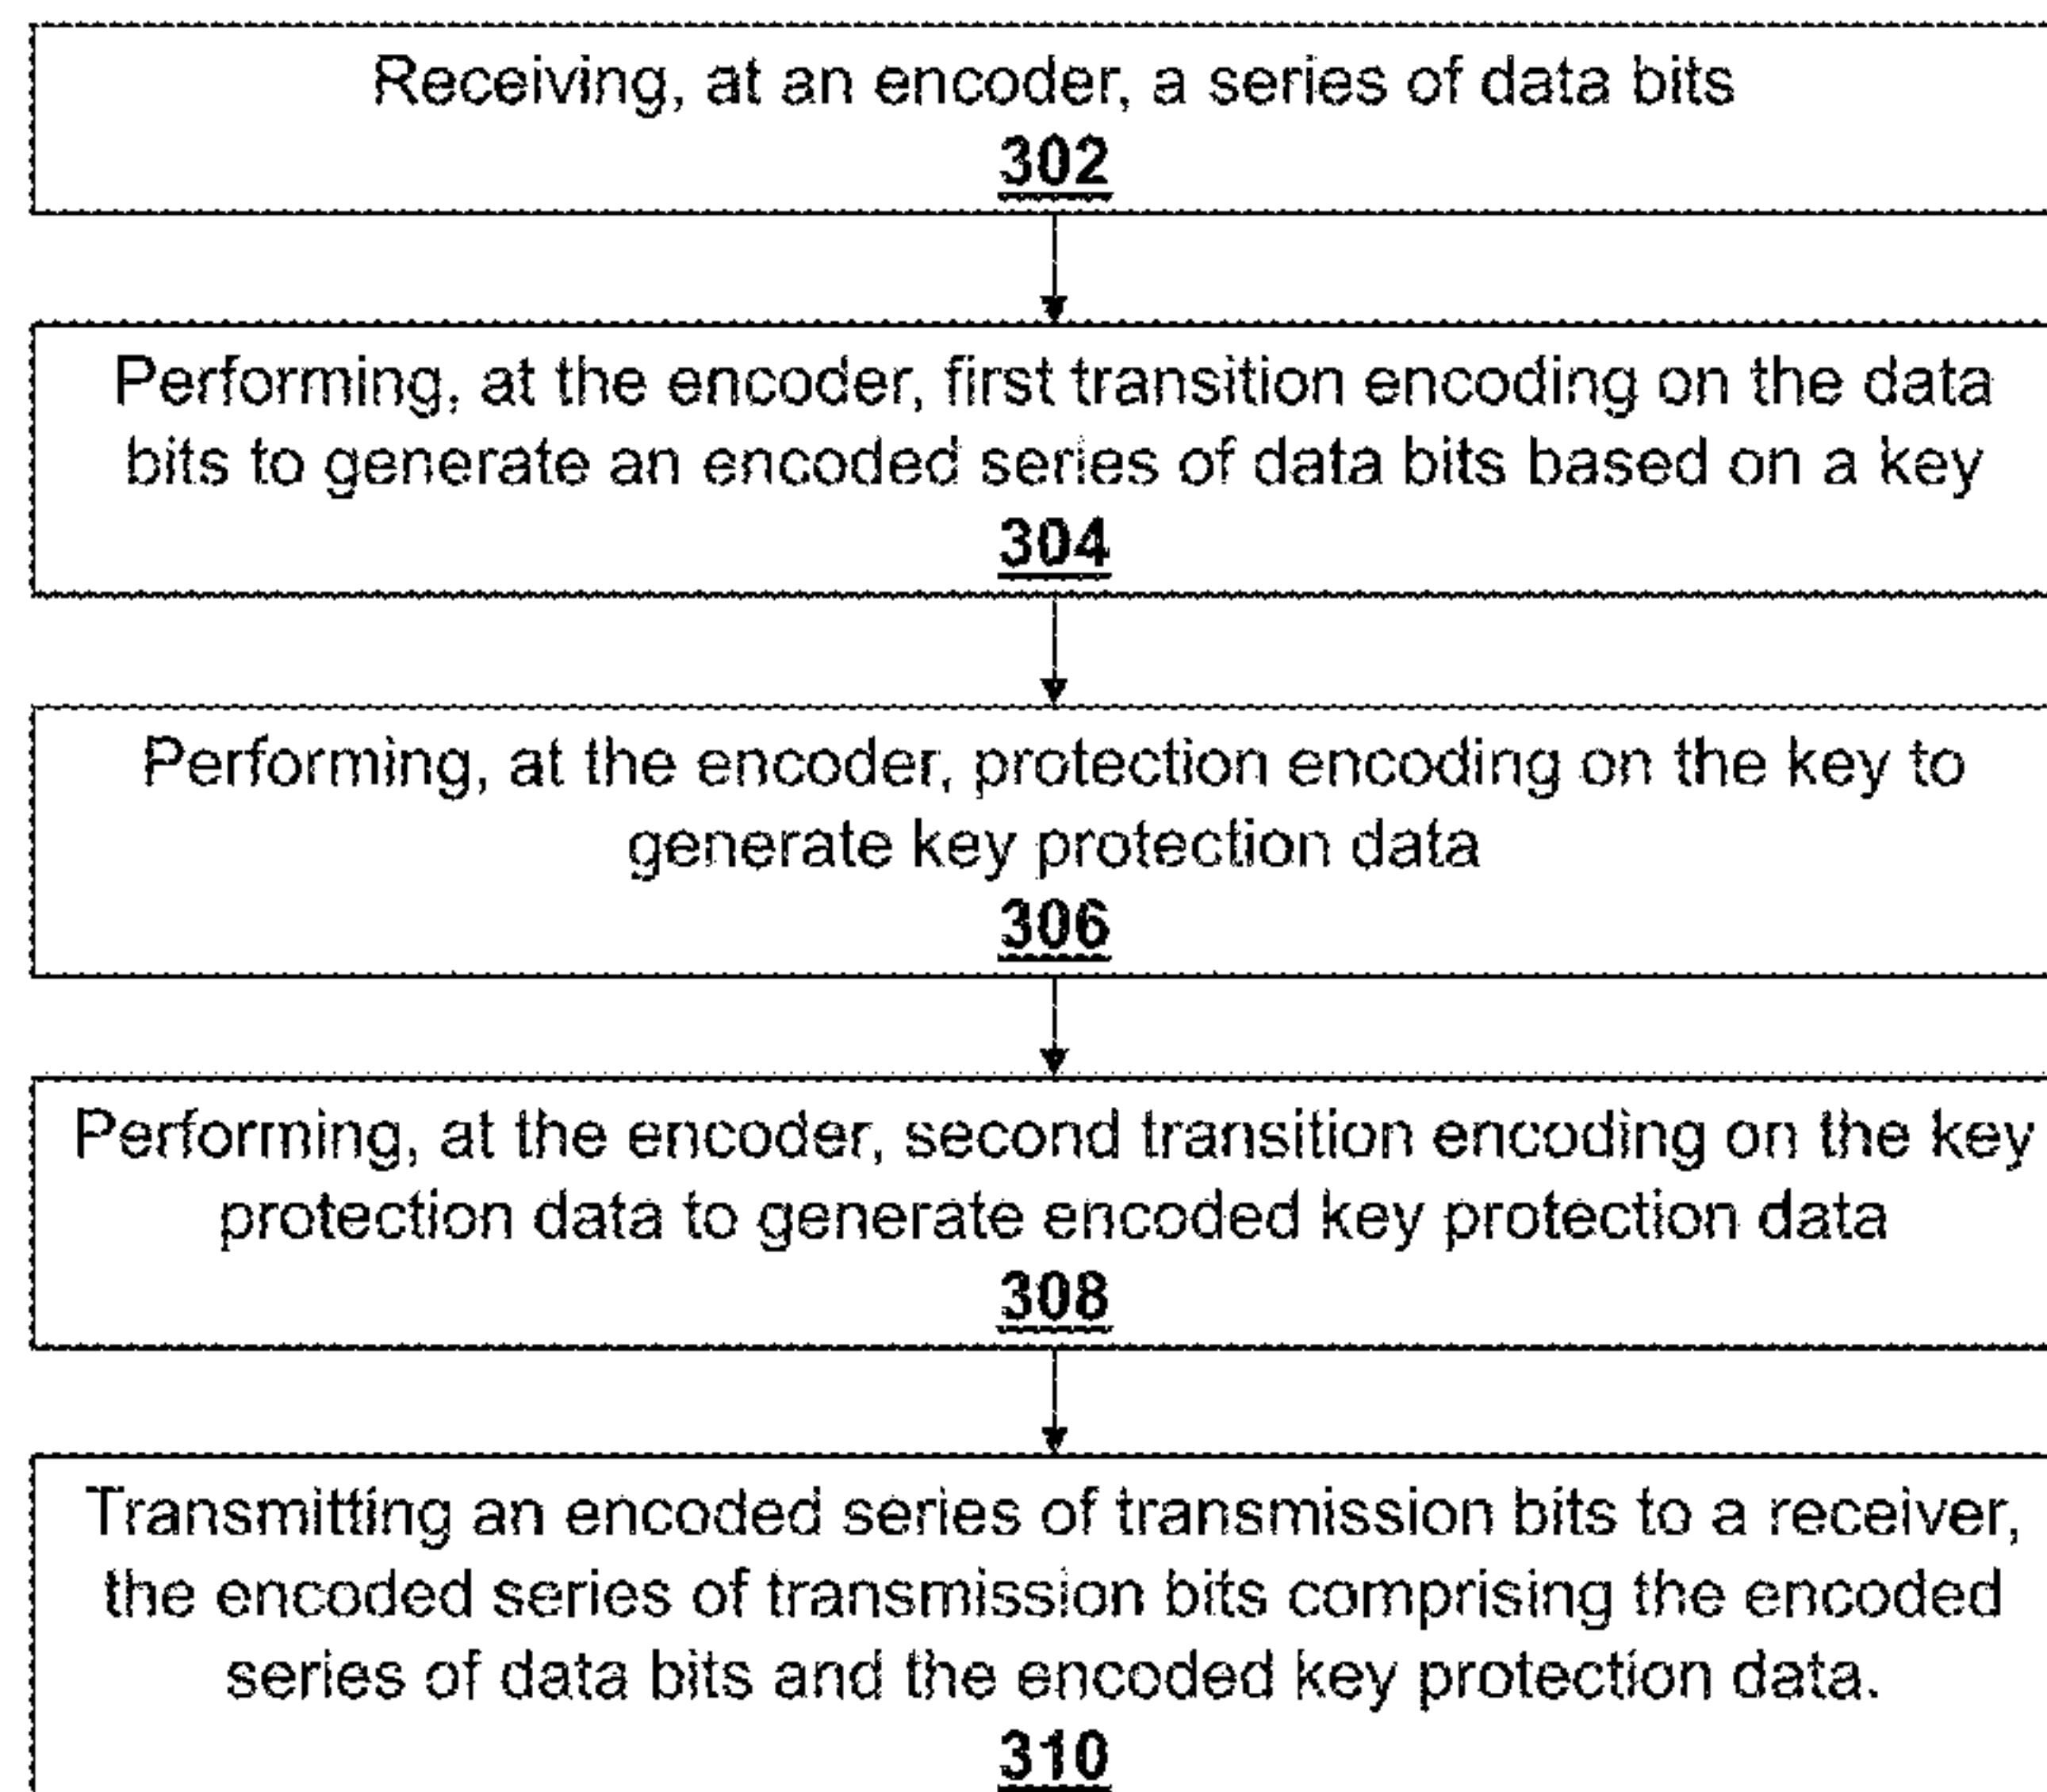 Receiving, at an encoder, a series of data bits
302
Performing, at the encoder, first transition encoding on the data
bits to generate an encoded series of data bits based on a key
304
Performing, at the encoder, protection encoding on the key to
generate key protection data
306
Performing, at the encoder, second transition encoding on the key
protection data to generate encoded key protection data
308
Transmitting an encoded series of transmission bits to a receiver,
the encoded series of transmission bits comprising the encoded
series of data bits and the encoded key protection data.
310